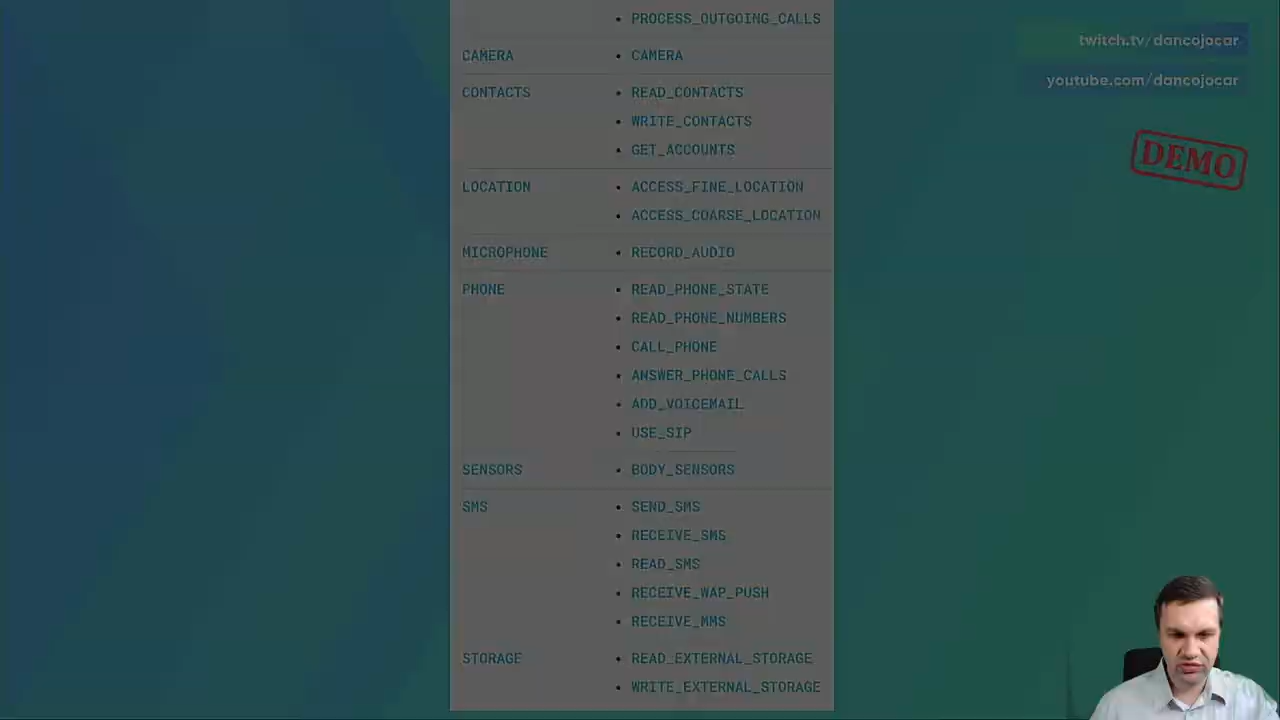 PROCESS_OUTGOING_CALLS
CAMERA CAMERA
CONTACTS READ_CONTACTS
WRITE_CONTACTS
GET_ACCOUNTS
LOCATION ACCESS_FINE_LOCATION
ACCESS_COARSE_LOCATION
MICROPHONE RECORD_AUDIO
PHONE READ_PHONE_STATE
READ_PHONE_NUMBERS
CALL_PHONE
ANSWER_PHONE_CALLS
ADD_VOICEMAIL
USE_SIP
SENSORS BODY_SENSORS
SMS SEND_SMS
RECEIVE_SMS
READ_SMS
RECEIVE_WAP_PUSH
RECEIVE_MMS
STORAGE READ_EXTERNAL_STORAGE
WRITE_EXTERNAL_STORAGE
twitch.tv/dancojocar
youtube.com/dancojocar
DEMO